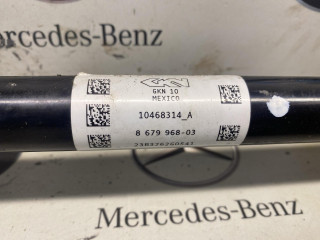 Mercedes-Benz
GKN 10
MEXICO
10468314_A
8 679 968-03
Mercedes-Benz